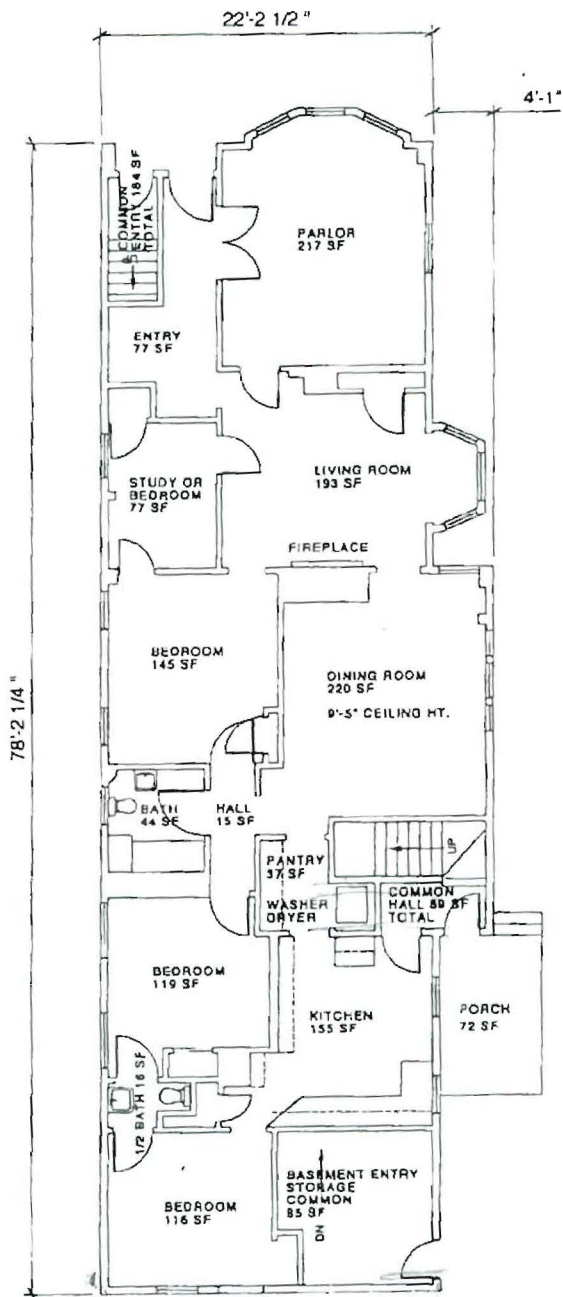 22'-2 1/2"
4'-1"
78'-2 1/4"
COMMON
ENTRY 184 SF
TOTAL
PARLOR
217 SF
ENTRY
77 SF
LIVING ROOM
193 SF
STUDY OR
BEDROOM
77 SF
FIREPLACE
BEDROOM
145 SF
DINING ROOM
220 SF
9'-5" CEILING HT.
BATH
44 SF
HALL
15 SF
UP
PANTRY
37 SF
WASHER
DRYER
COMMON
HALL 89 SF
TOTAL
BEDROOM
119 SF
KITCHEN
155 SF
PORCH
72 SF
1/2 BATH 16 SF
BEDROOM
116 SF
BASEMENT ENTRY
STORAGE
COMMON
85 SF
DN